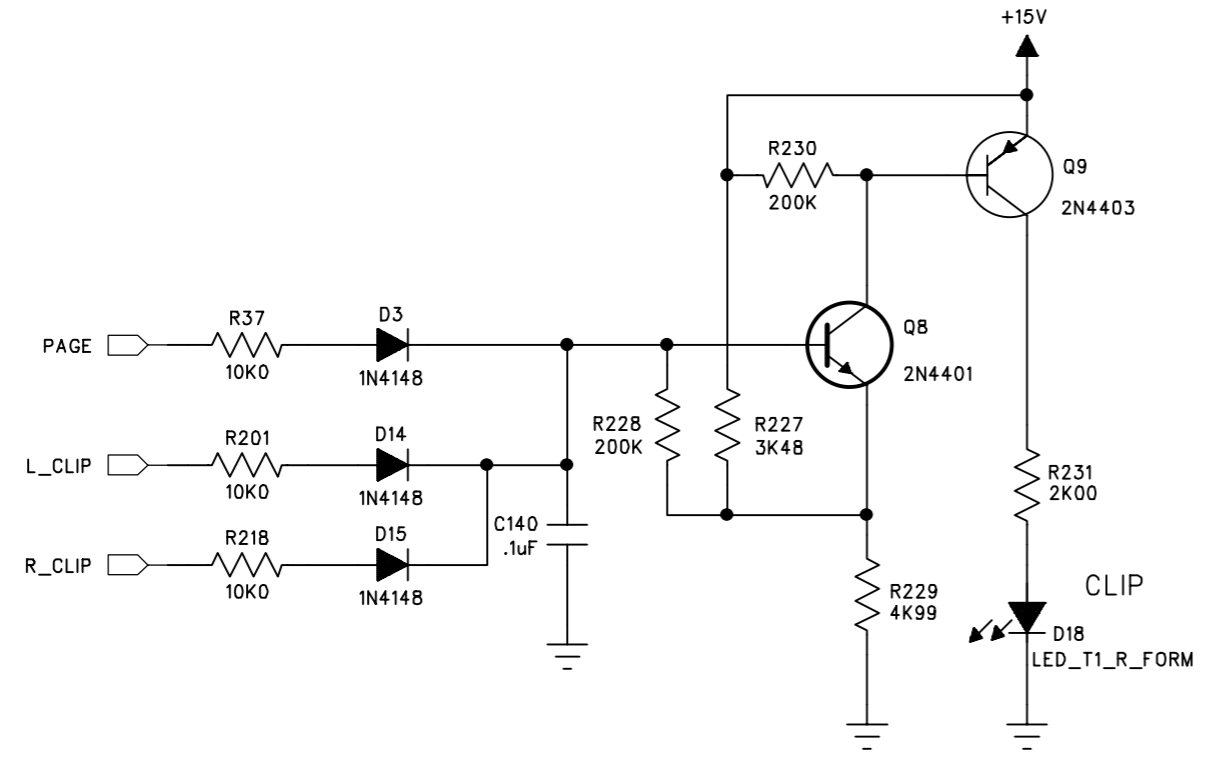 +15V
R230
200K
Q9
2N4403
R37
10K0
D3
1N4148
PAGE
Q8
2N4401
R228
200K
R227
3K48
R201
10K0
D14
1N4148
L_CLIP
R231
2K00
C140
.1uF
R218
10K0
D15
1N4148
R_CLIP
R229
4K99
CLIP
D18
LED_T1_R_FORM